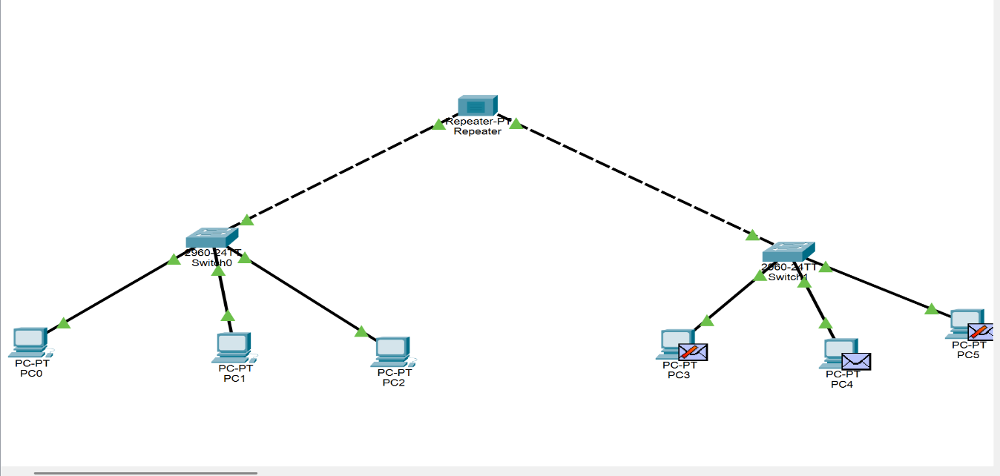 Repeater-PT
Repeater
2960-24TT
Switch0
2960-24TT
Switch1
PC-PT
PC0
PC-PT
PC1
PC-PT
PC2
PC-PT
PC3
PC-PT
PC4
PC-PT
PC5